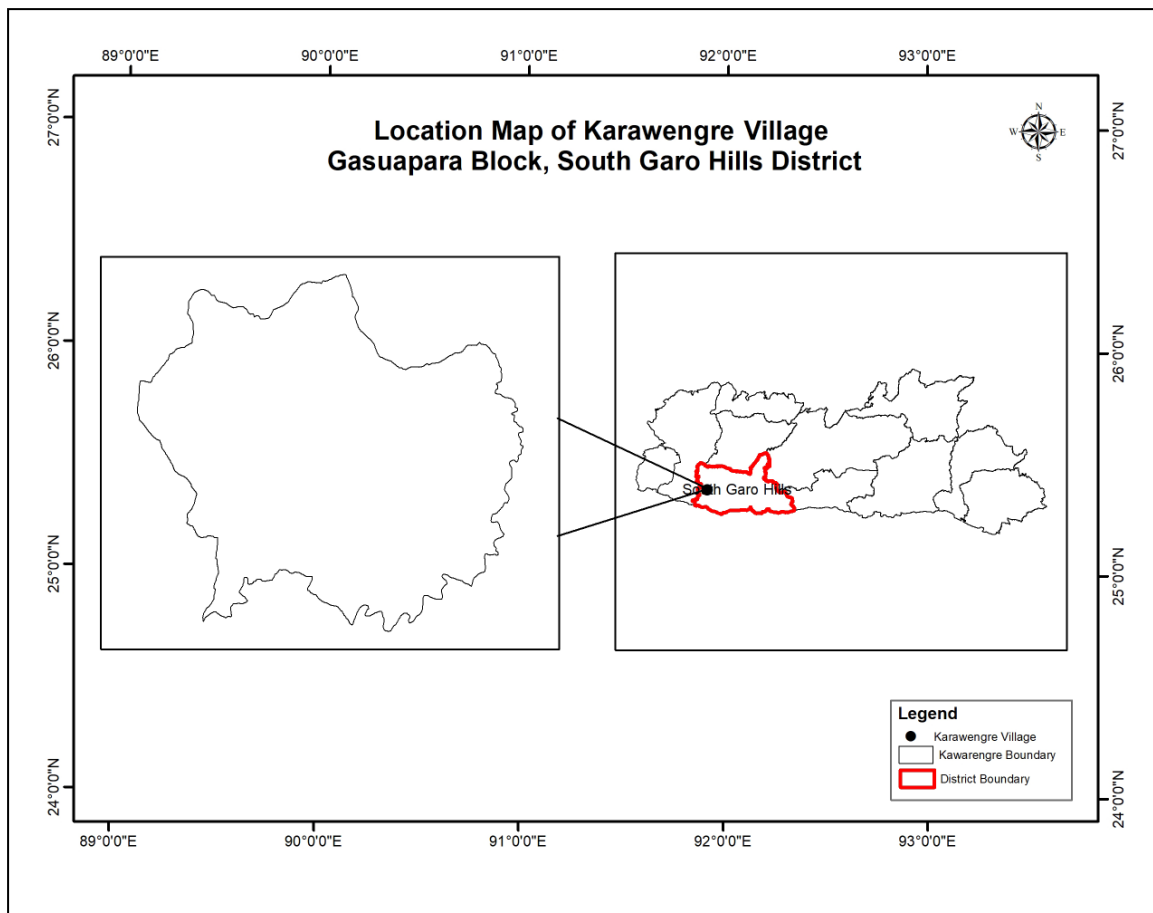 89°0'0"E 90°0'0"E 91°0'0"E 92°0'0"E 93°0'0"E
Location Map of Karawengre Village
Gasuapara Block, South Garo Hills District
N
W E
S
27°0'0"N
26°0'0"N
25°0'0"N
24°0'0"N
27°0'0"N
26°0'0"N
25°0'0"N
24°0'0"N
South Garo Hills
Legend
Karawengre Village
Kawarengre Boundary
District Boundary
89°0'0"E 90°0'0"E 91°0'0"E 92°0'0"E 93°0'0"E